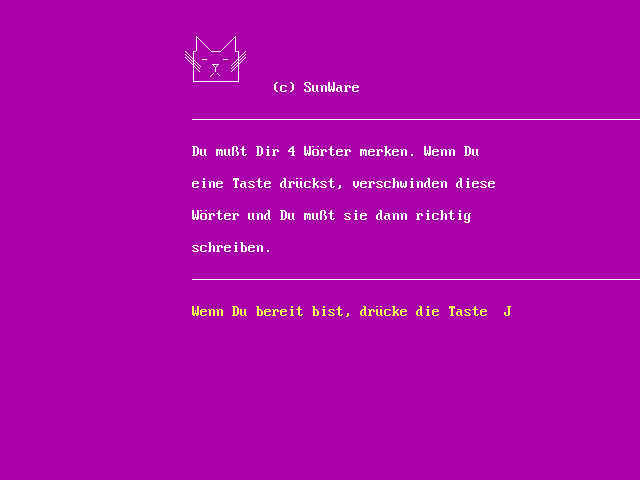 (c) SunWare
Du mußt Dir 4 Wörter merken. Wenn Du
eine Taste drückst, verschwinden diese
Wörter und Du mußt sie dann richtig
schreiben.
Wenn Du bereit bist, drücke die Taste  J